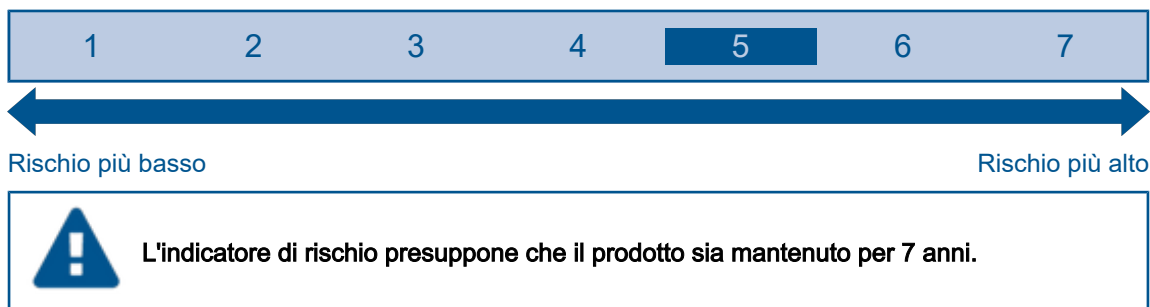 1 2 3 4 5 6 7
Rischio più basso Rischio più alto
L'indicatore di rischio presuppone che il prodotto sia mantenuto per 7 anni.